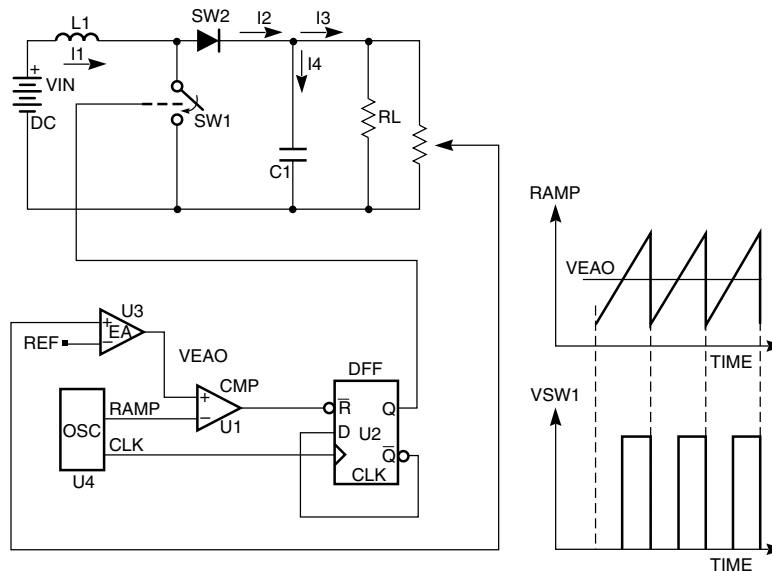 L1
SW2
I2
I3
I1
I4
+
VIN
DC
SW1
RL
C1
RAMP
VEAO
TIME
VSW1
TIME
U3
+
EA
−
REF
VEAO
DFF
CMP
+
−
U1
RAMP
OSC
CLK
U4
R
Q
D
U2
Q
CLK